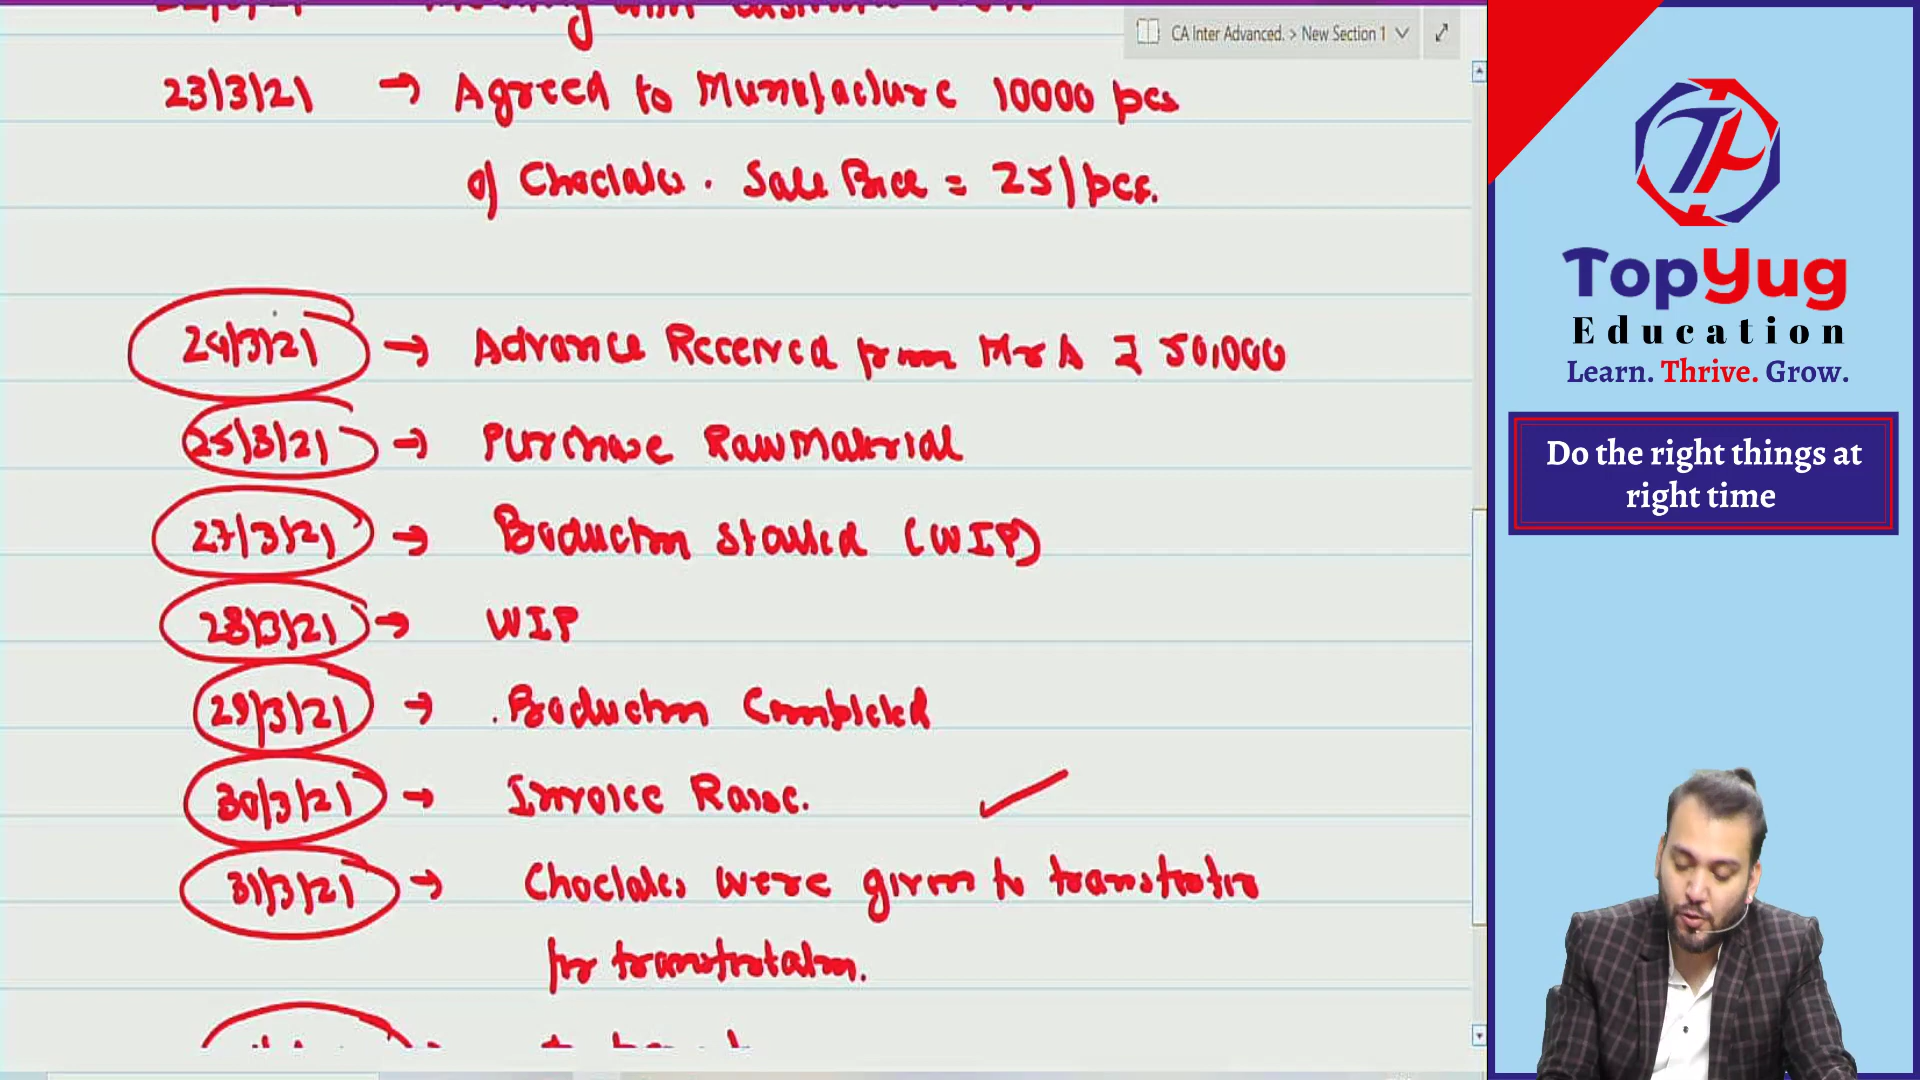 CA Inter Advanced. > New Section 1
23/3/21 → Agreed to Manufacture 10000 pcs
of Choclates. Sale Price = 25/pcs.
24/3/21 → Advance Received from Mr A ₹ 50,000
25/3/21 → Purchase Raw Material
27/3/21 → Production Started (WIP)
28/3/21 → WIP
29/3/21 → Production Completed
30/3/21 → Invoice Raise.
31/3/21 → Choclates were given to transporter
for transportation.
TopYug
Education
Learn. Thrive. Grow.
Do the right things at
right time